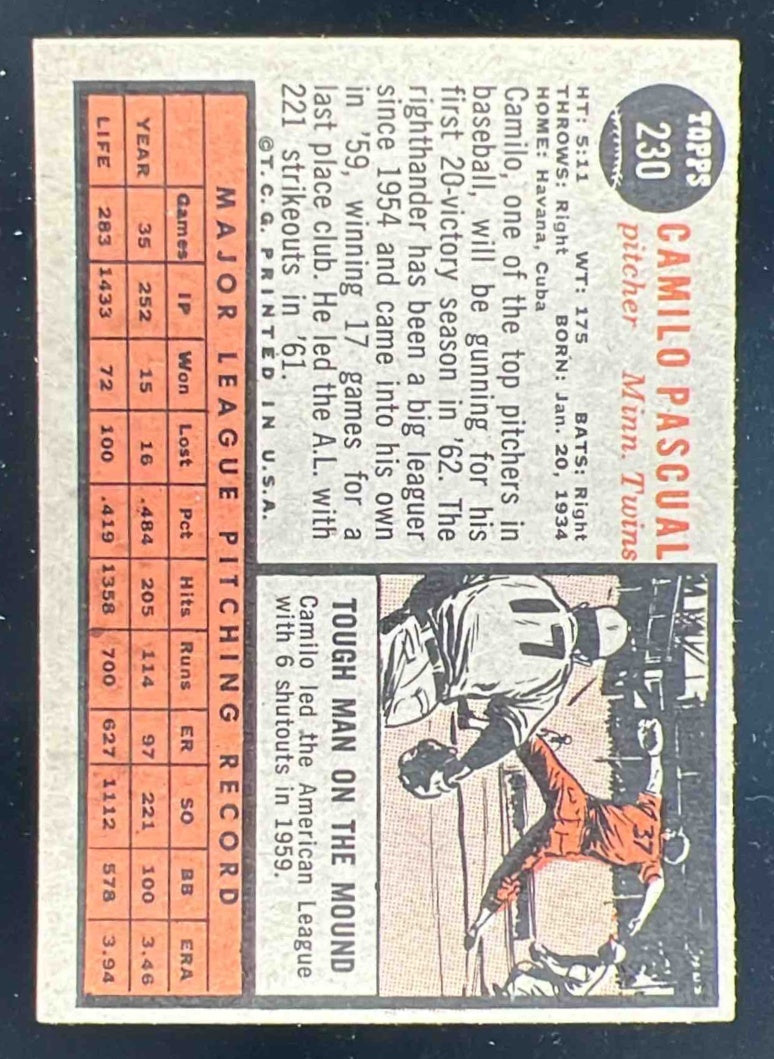 TOPPS
230
CAMILO PASCUAL
pitcher Minn. Twins
HT: 5:11 WT: 175 BATS: Right
THROWS: Right BORN: Jan. 20, 1934
HOME: Havana, Cuba
Camilo, one of the top pitchers in
baseball, will be gunning for his
first 20-victory season in '62. The
righthander has been a big leaguer
since 1954 and came into his own
in '59, winning 17 games for a
last place club. He led the A.L. with
221 strikeouts in '61.
©T.C.G. PRINTED IN U.S.A.
17
37
TOUGH MAN ON THE MOUND
Camilo led the American League
with 6 shutouts in 1959.
MAJOR LEAGUE PITCHING RECORD
Games IP Won Lost Pct Hits Runs ER SO BB ERA
YEAR 35 252 15 16 .484 205 114 97 221 100 3.46
LIFE 283 1433 72 100 .419 1358 700 627 1112 578 3.94